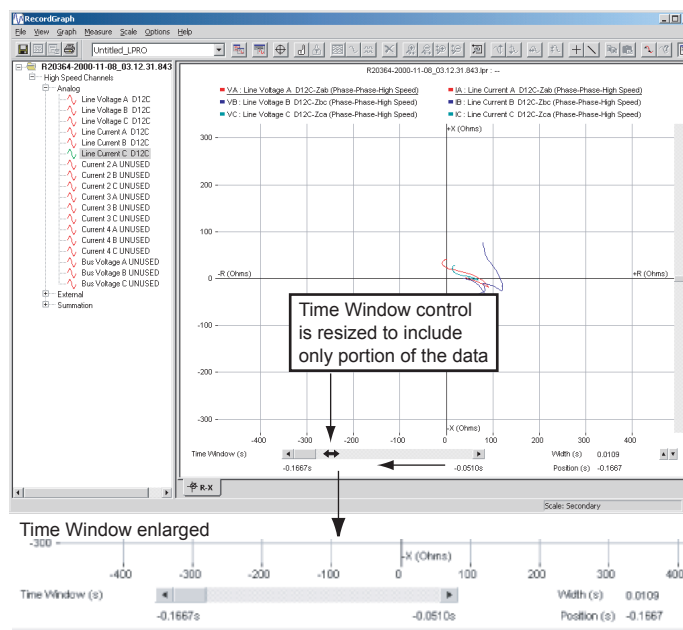 RecordGraph
File View Graph Measurement Scale Options Help
Untitled_LPRO
R20364-2000-11-08_03.12.31.843
High Speed Channels
Analog
Line Voltage A D12C
Line Voltage B D12C
Line Voltage C D12C
Line Current A D12C
Line Current B D12C
Line Current C D12C
Current 2 A UNUSED
Current 2 B UNUSED
Current 2 C UNUSED
Current 3 A UNUSED
Current 3 B UNUSED
Current 3 C UNUSED
Current 4 A UNUSED
Current 4 B UNUSED
Current 4 C UNUSED
Bus Voltage A UNUSED
Bus Voltage B UNUSED
Bus Voltage C UNUSED
External
Summation
R20364-2000-11-08_03.12.31.843.lpr : --
VA : Line Voltage A D12C-Zab (Phase-Phase-High Speed)
IA : Line Current A D12C-Zab (Phase-Phase-High Speed)
VB : Line Voltage B D12C-Zbc (Phase-Phase-High Speed)
IB : Line Current B D12C-Zbc (Phase-Phase-High Speed)
VC : Line Voltage C D12C-Zca (Phase-Phase-High Speed)
IC : Line Current C D12C-Zca (Phase-Phase-High Speed)
+X (Ohms)
300
200
100
0 -R (Ohms) +R (Ohms)
Time Window control
is resized to include
only portion of the data
-100
-200
-300
-X (Ohms)
-400 -300 -200 -100 0 100 200 300 400
Time Window (s) Width (s) 0.0109
-0.1667s -0.0510s Position (s) -0.1667
R-X
Scale: Secondary
Time Window enlarged
-300
-X (Ohms)
-400 -300 -200 -100 0 100 200 300 400
Time Window (s) Width (s) 0.0109
-0.1667s -0.0510s Position (s) -0.1667